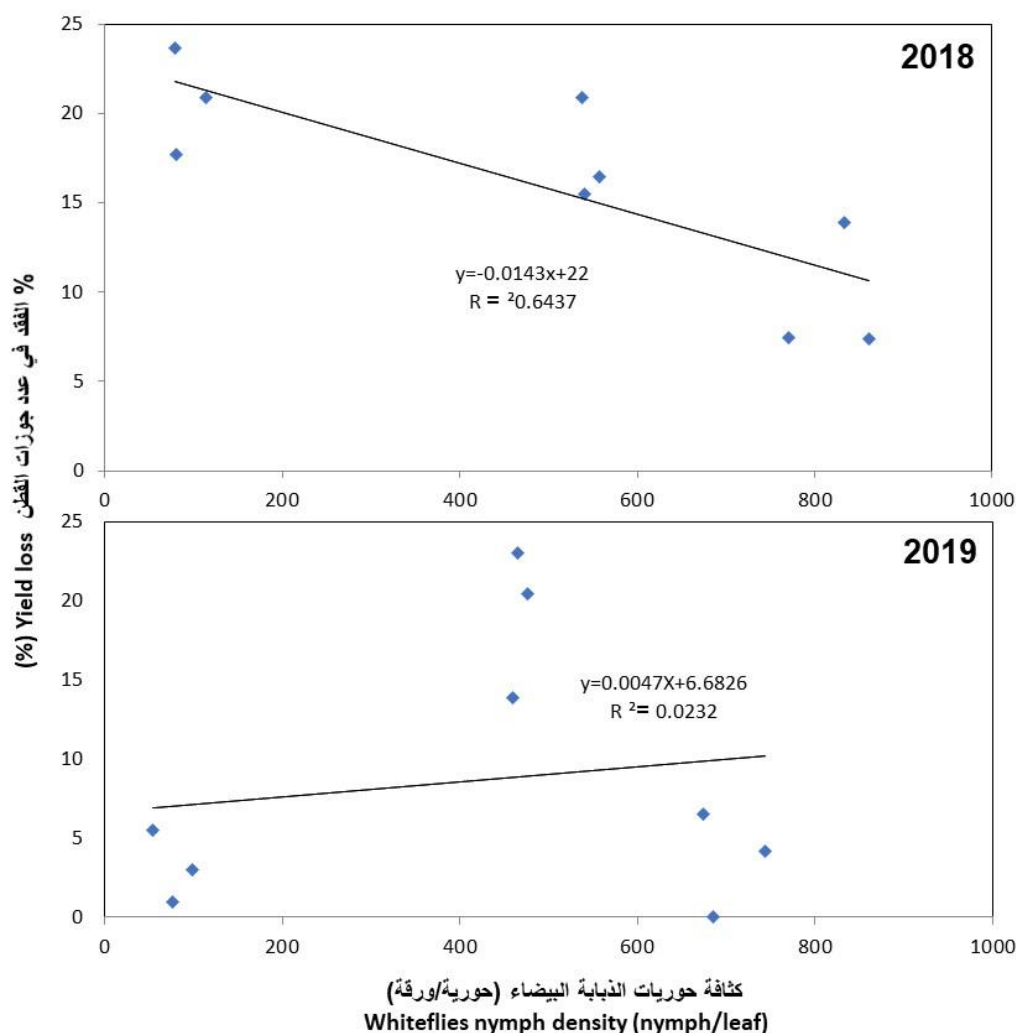 25
20
15
10
5
0
2018
y=-0.0143x+22
R = ²0.6437
0 200 400 600 800 1000
25
20
15
10
5
0
2019
y=0.0047X+6.6826
R ²= 0.0232
0 200 400 600 800 1000
% الفقد في عدد جوزات القطن Yield loss (%)
كثافة حوريات الذبابة البيضاء (حورية/ورقة)
Whiteflies nymph density (nymph/leaf)